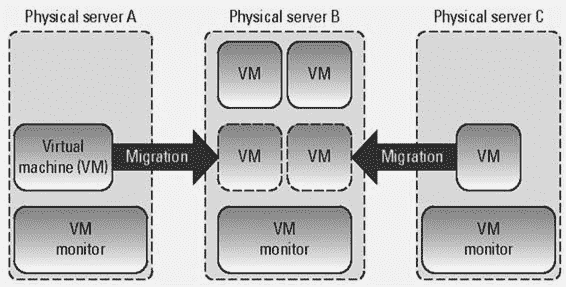 Physical server A
Physical server B
Physical server C
VM
VM
Virtual
machine (VM)
Migration
VM
VM
Migration
VM
VM
monitor
VM
monitor
VM
monitor